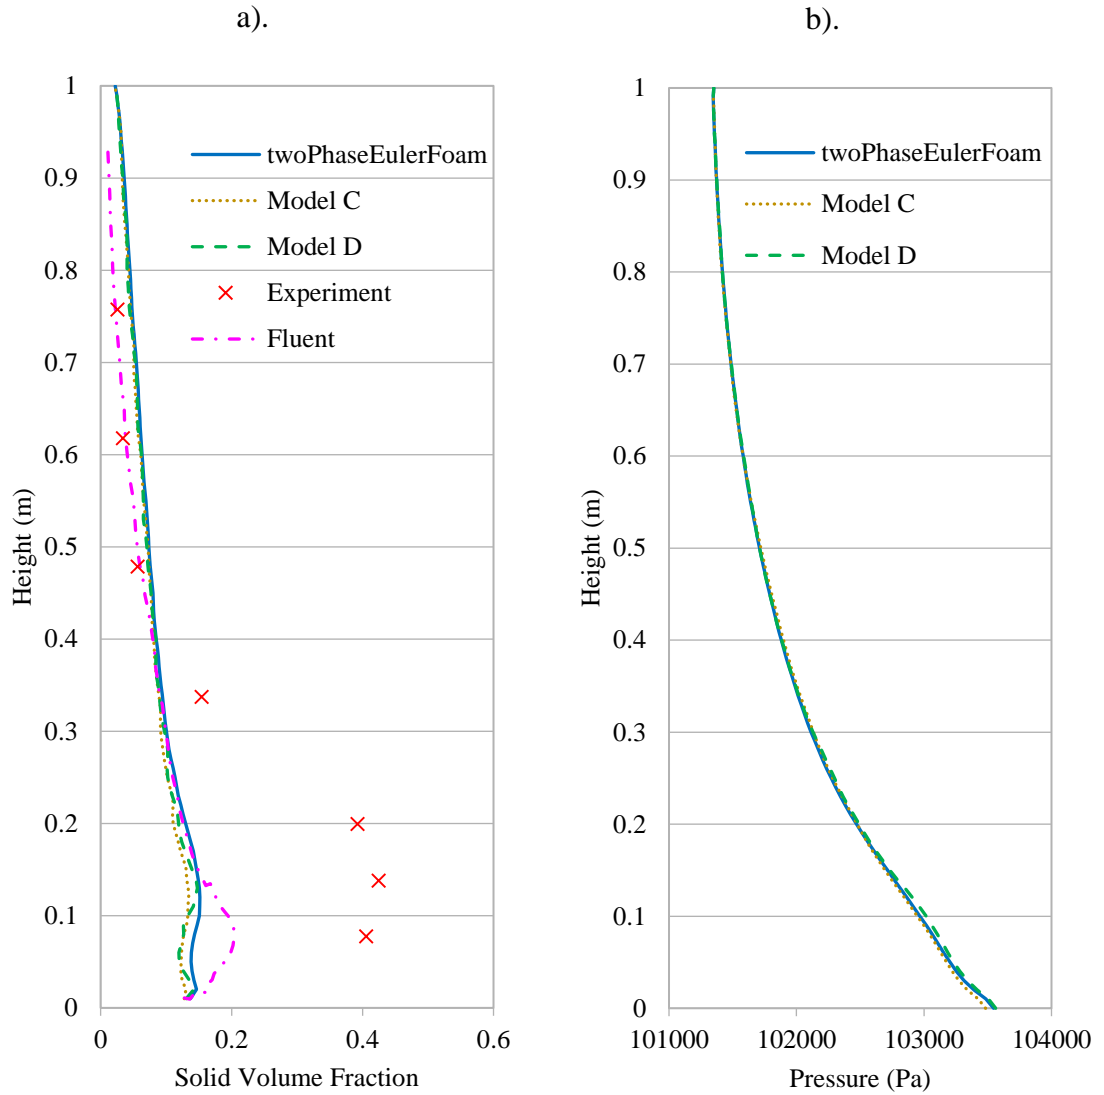 a).
1
0.9
0.8
0.7
0.6
0.5
0.4
0.3
0.2
0.1
0
Height (m)
twoPhaseEulerFoam
Model C
Model D
Experiment
Fluent
0 0.2 0.4 0.6
Solid Volume Fraction
b).
1
0.9
0.8
0.7
0.6
0.5
0.4
0.3
0.2
0.1
0
Height (m)
twoPhaseEulerFoam
Model C
Model D
101000 102000 103000 104000
Pressure (Pa)